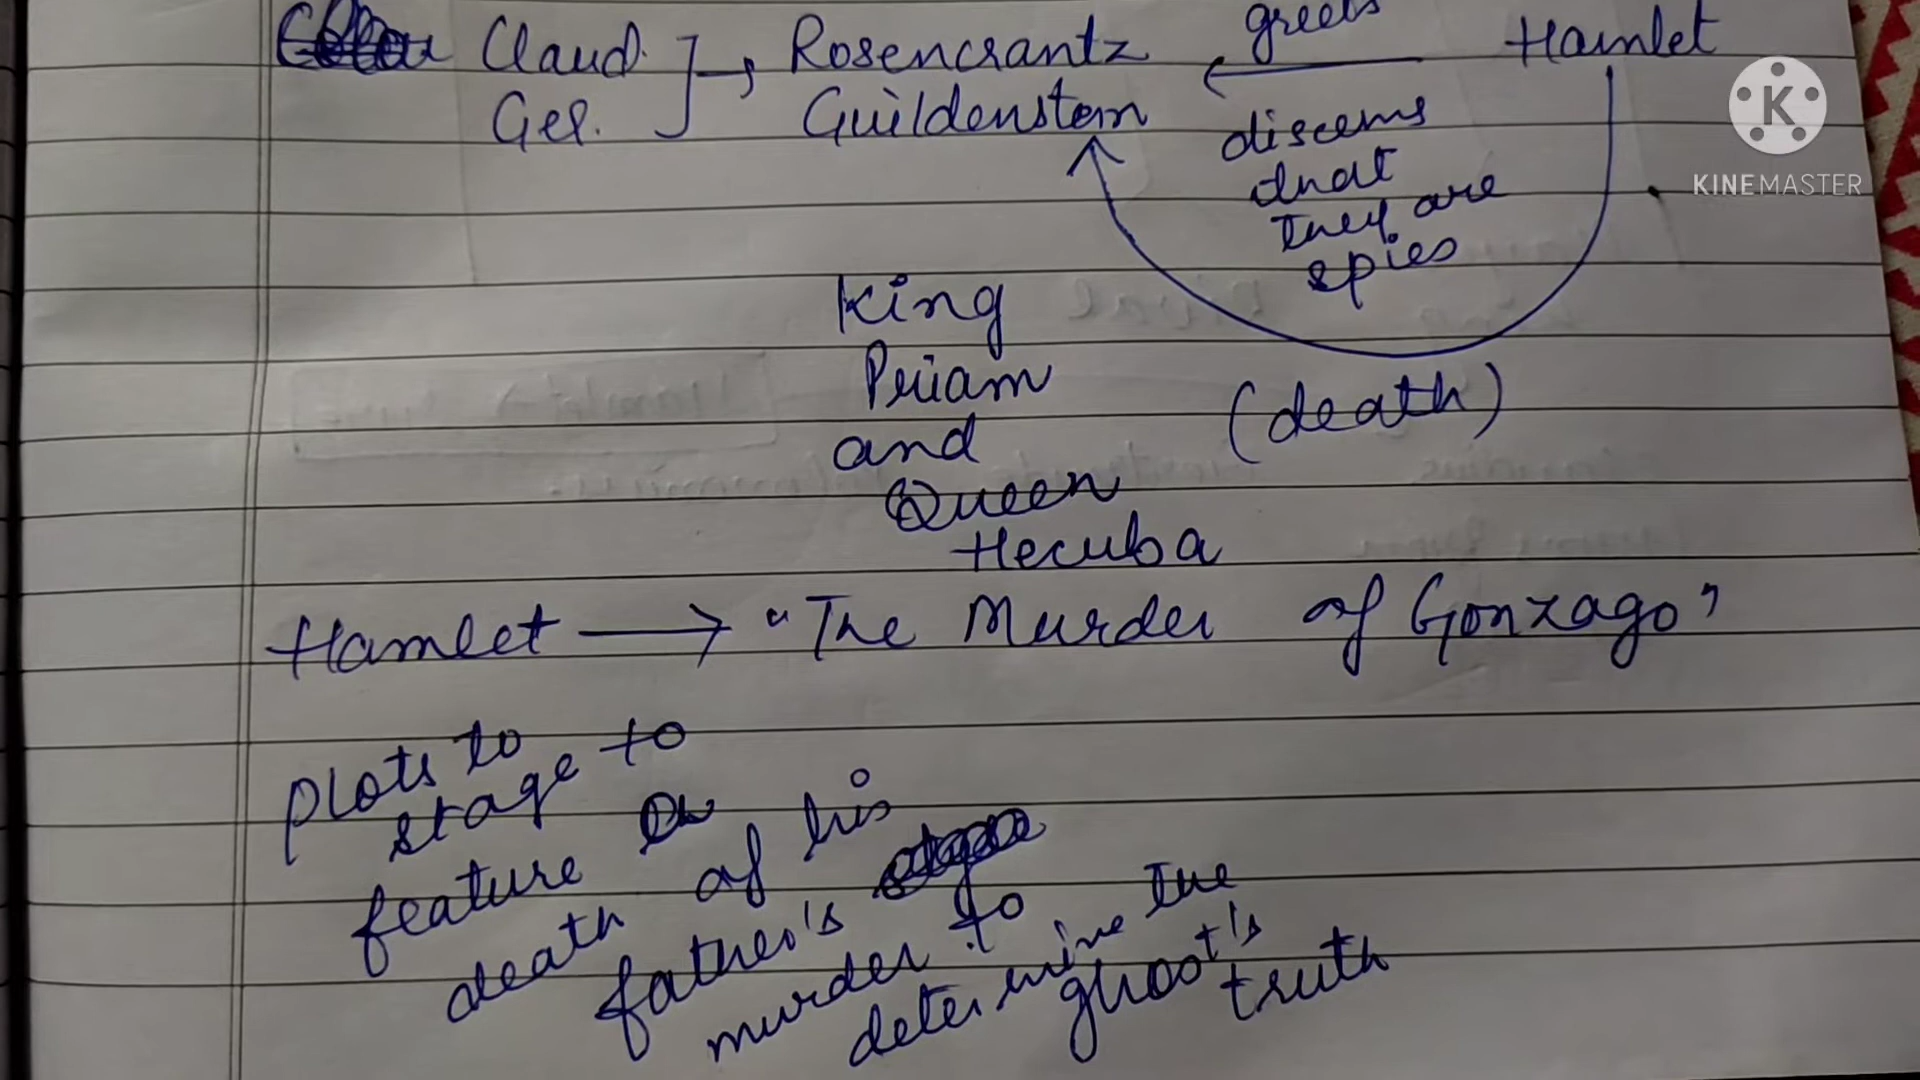 Claud. Rosencrantz greets Hamlet
Ger. Guildenstern
discerns
that
they are
spies
K
KINEMASTER
King
Priam
and
Queen
Hecuba
(death)
Hamlet → "The Murder of Gonzago"
plots to
stage to
feature
death of his
father's
murder to
determine the
ghost's
truth